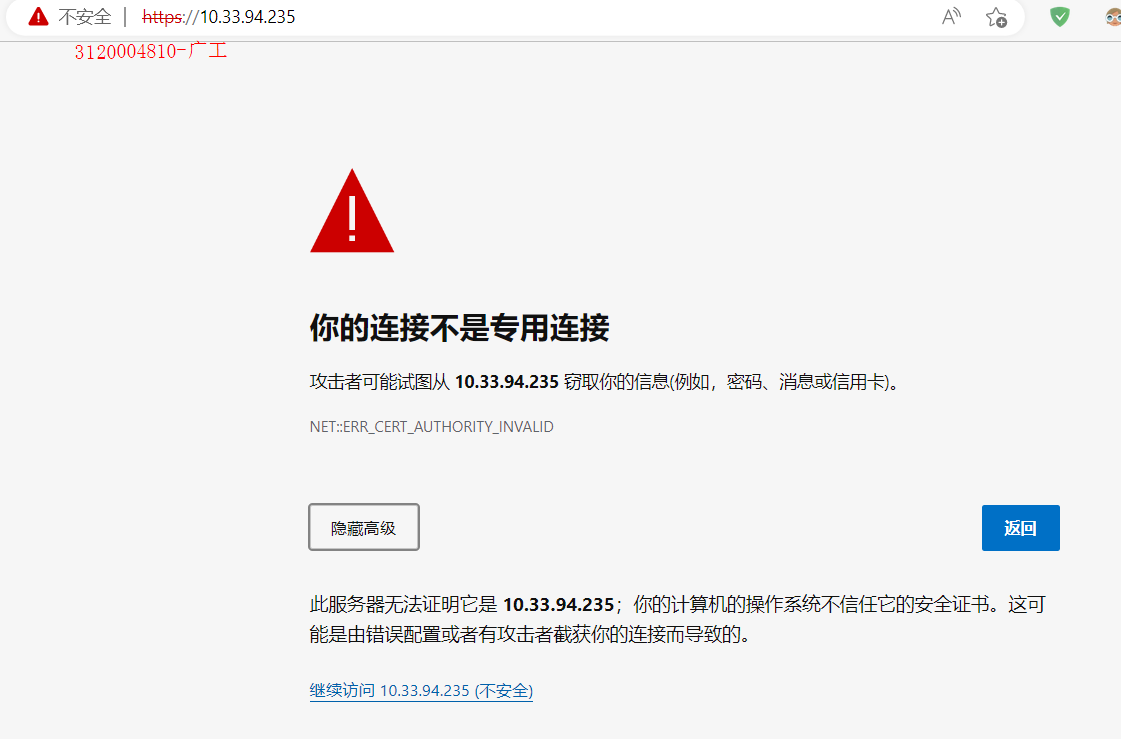 不安全 | https://10.33.94.235
3120004810-广工
你的连接不是专用连接
攻击者可能试图从 10.33.94.235 窃取你的信息(例如，密码、消息或信用卡)。
NET::ERR_CERT_AUTHORITY_INVALID
隐藏高级
返回
此服务器无法证明它是 10.33.94.235；你的计算机的操作系统不信任它的安全证书。这可
能是由错误配置或者有攻击者截获你的连接而导致的。
继续访问 10.33.94.235 (不安全)